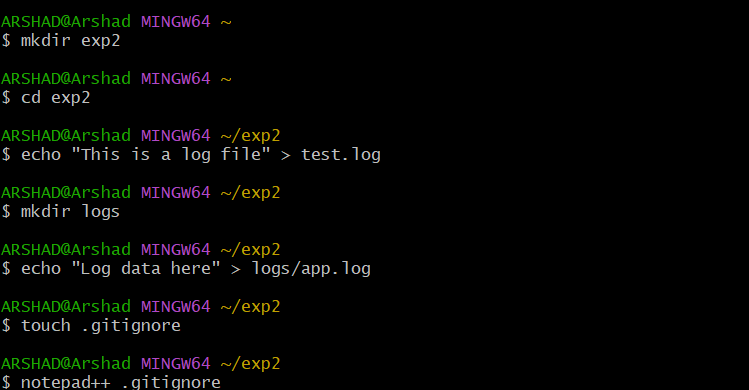 ARSHAD@Arshad MINGW64 ~
$ mkdir exp2
ARSHAD@Arshad MINGW64 ~
$ cd exp2
ARSHAD@Arshad MINGW64 ~/exp2
$ echo "This is a log file" > test.log
ARSHAD@Arshad MINGW64 ~/exp2
$ mkdir logs
ARSHAD@Arshad MINGW64 ~/exp2
$ echo "Log data here" > logs/app.log
ARSHAD@Arshad MINGW64 ~/exp2
$ touch .gitignore
ARSHAD@Arshad MINGW64 ~/exp2
$ notepad++ .gitignore